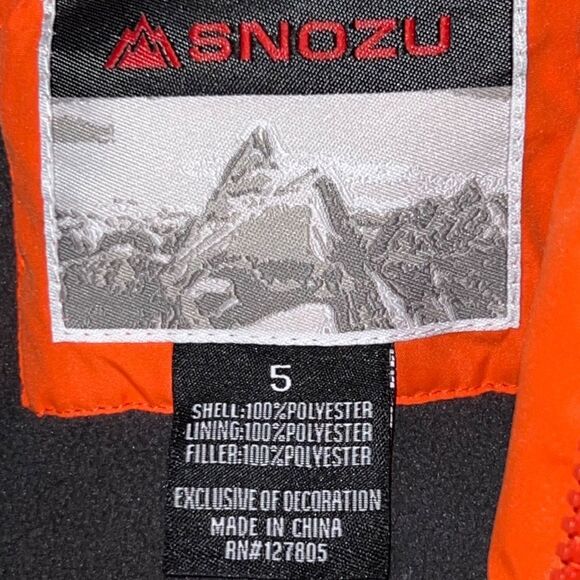 SNOZU
5
SHELL:100%POLYESTER
LINING:100%POLYESTER
FILLER:100%POLYESTER
EXCLUSIVE OF DECORATION
MADE IN CHINA
RN#127805